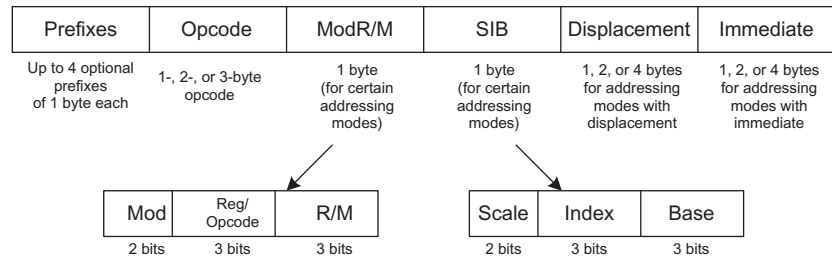 Prefixes Opcode ModR/M SIB Displacement Immediate
Up to 4 optional
prefixes
of 1 byte each
1-, 2-, or 3-byte
opcode
1 byte
(for certain
addressing
modes)
1 byte
(for certain
addressing
modes)
1, 2, or 4 bytes
for addressing
modes with
displacement
1, 2, or 4 bytes
for addressing
modes with
immediate
Mod
Reg/
Opcode
R/M
2 bits 3 bits 3 bits
Scale Index Base
2 bits 3 bits 3 bits